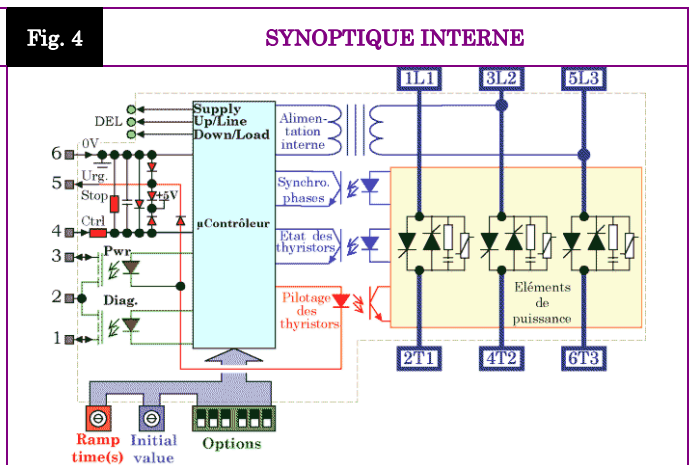 Fig. 4
SYNOPTIQUE INTERNE
1L1
3L2
5L3
DEL
Supply
Up/Line
Down/Load
Alimen-
tation
interne
6
0V
5
Urg.
Stop
+5V
4
Ctrl
3
Pwr
2
Diag.
1
µContrôleur
Synchro.
phases
Etat des
thyristors
Pilotage
des
thyristors
Eléments
de
puissance
2T1
4T2
6T3
Ramp
time(s)
Initial
value
Options